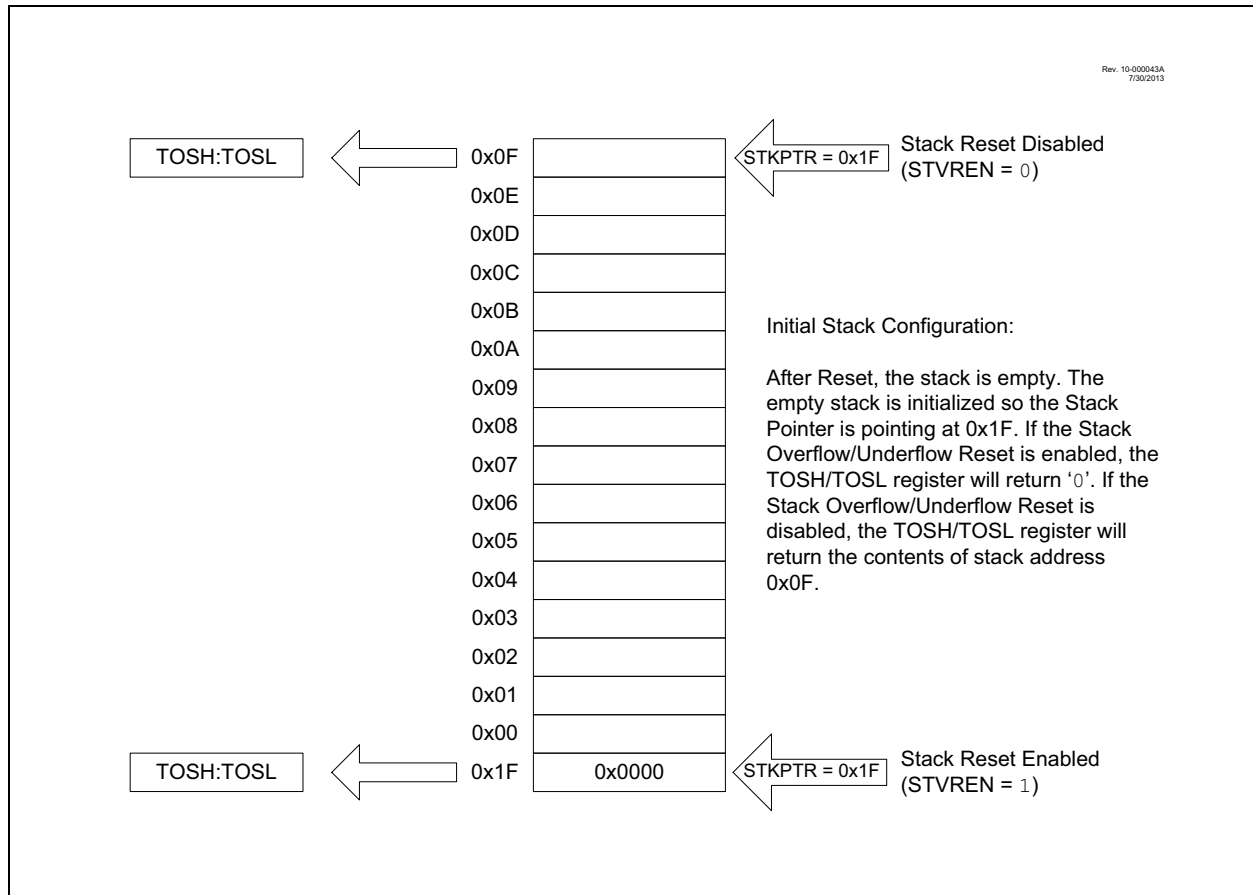 Rev. 10-000043A
7/30/2013
TOSH:TOSL
0x0F
STKPTR = 0x1F
Stack Reset Disabled
(STVREN = 0)
0x0E
0x0D
0x0C
0x0B
0x0A
0x09
0x08
0x07
0x06
0x05
0x04
0x03
0x02
0x01
0x00
Initial Stack Configuration:
After Reset, the stack is empty. The
empty stack is initialized so the Stack
Pointer is pointing at 0x1F. If the Stack
Overflow/Underflow Reset is enabled, the
TOSH/TOSL register will return ‘0’. If the
Stack Overflow/Underflow Reset is
disabled, the TOSH/TOSL register will
return the contents of stack address
0x0F.
TOSH:TOSL
0x1F
0x0000
STKPTR = 0x1F
Stack Reset Enabled
(STVREN = 1)